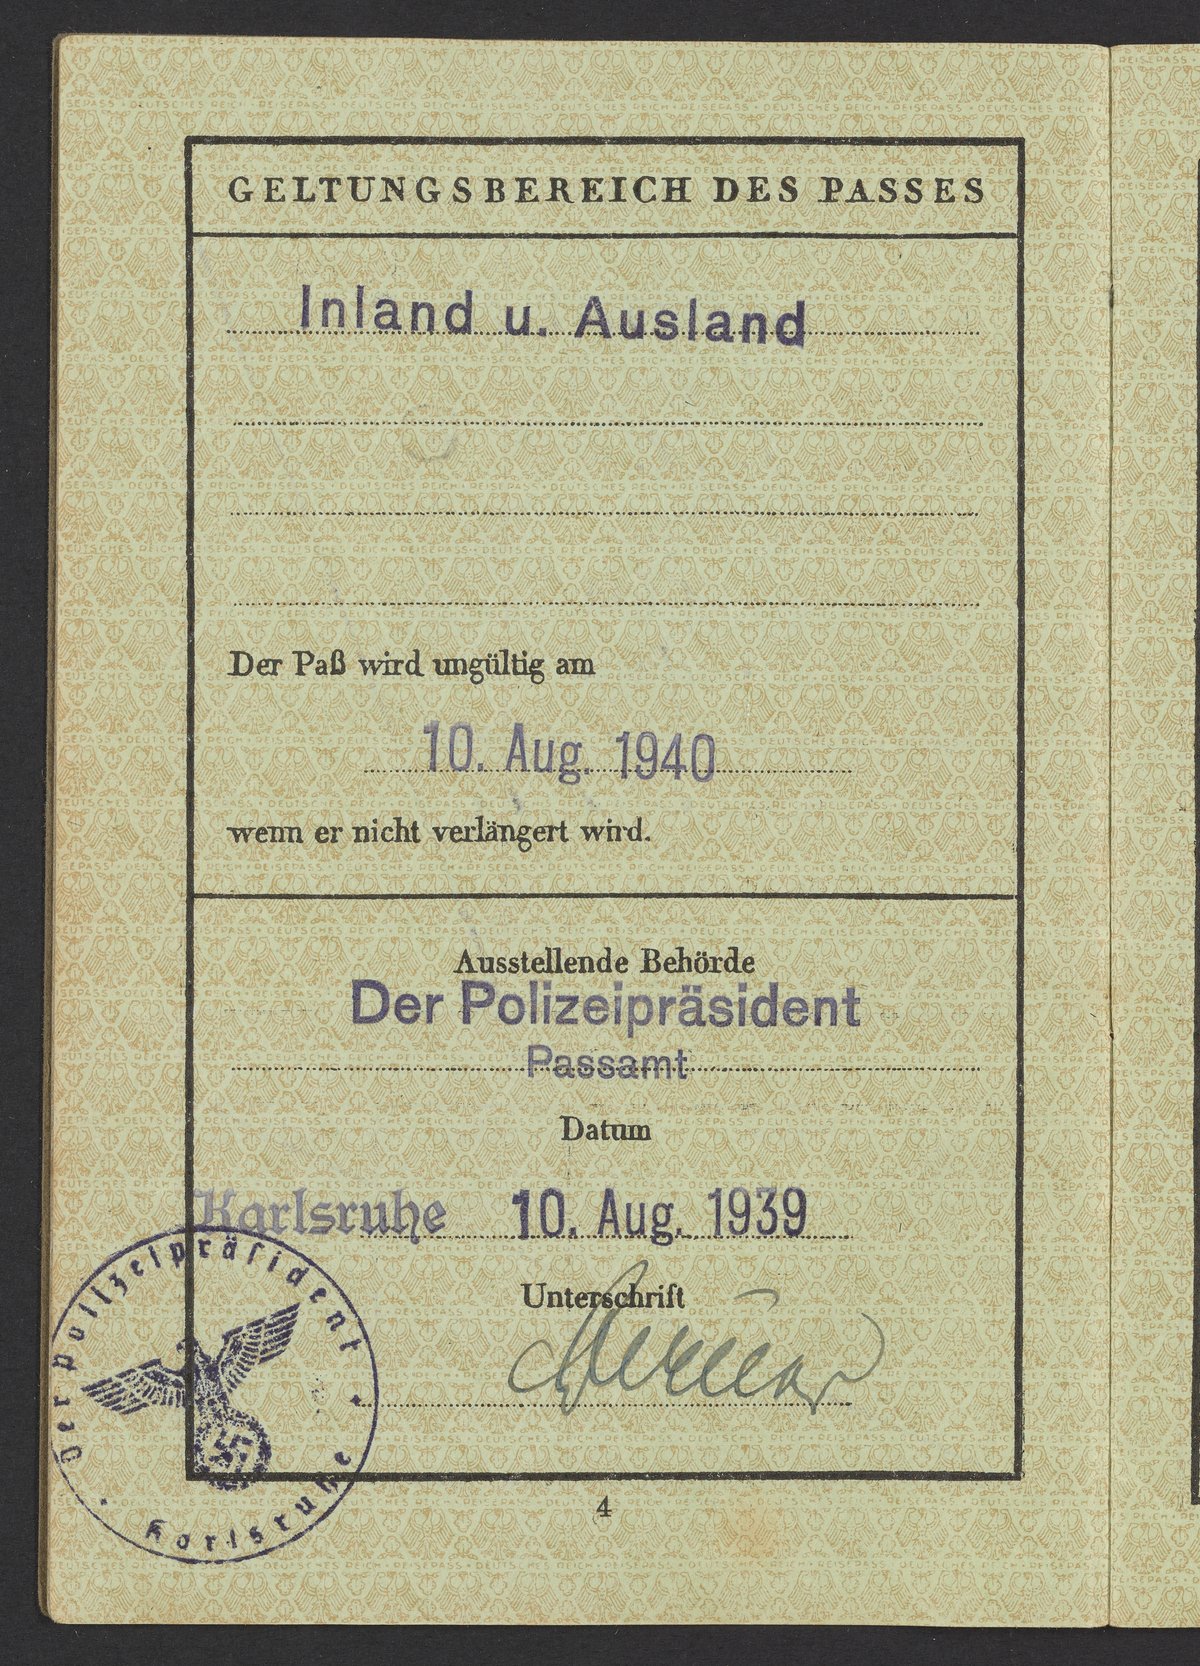 GELTUNGSBEREICH DES PASSES
Inland u. Ausland
Der Paß wird ungültig am
10. Aug. 1940
wenn er nicht verlängert wird.
Ausstellende Behörde
Der Polizeipräsident
Passamt
Datum
Karlsruhe 10. Aug. 1939
Unterschrift
Der Polizeipräsident
Karlsruhe
4